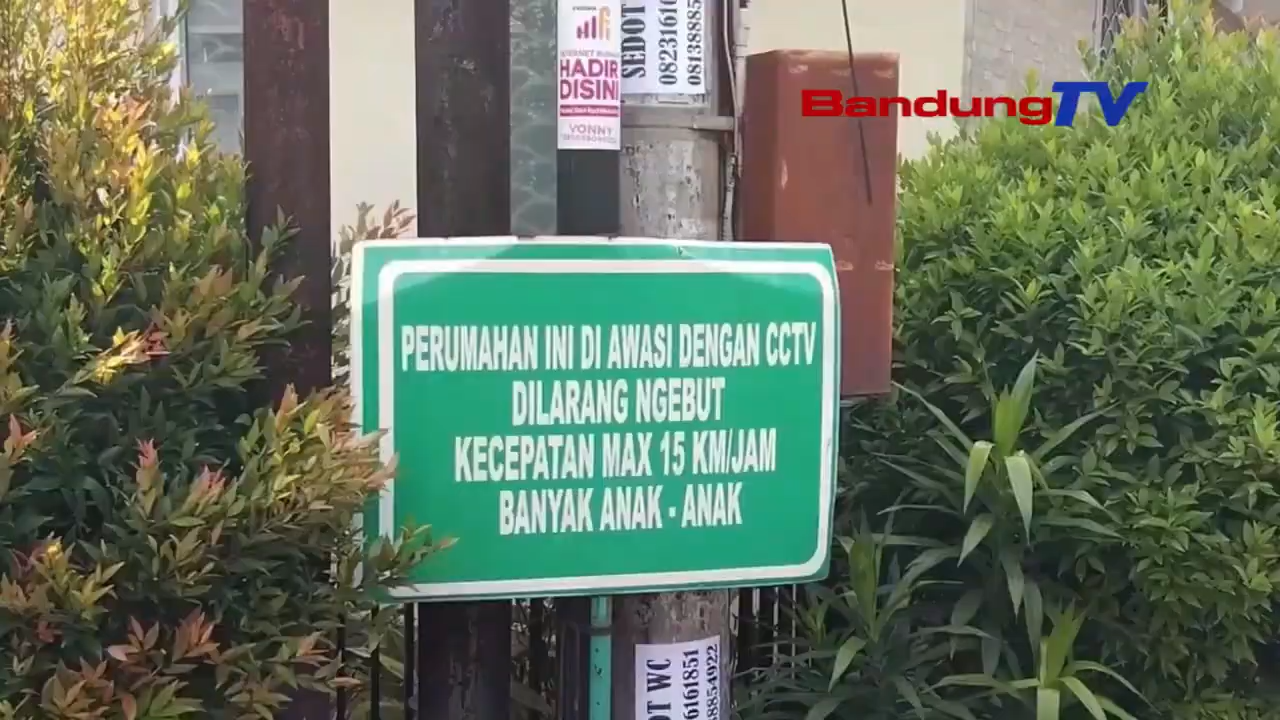 HADIR
DISINI
VONNY
SEDOT
BandungTV
PERUMAHAN INI DI AWASI DENGAN CCTV
DILARANG NGEBUT
KECEPATAN MAX 15 KM/JAM
BANYAK ANAK - ANAK
WC